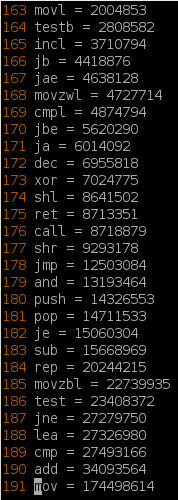 163 movl = 2004853
164 testb = 2808582
165 incl = 3710794
166 jb = 4418876
167 jae = 4638128
168 movzwl = 4727714
169 cmpl = 4874794
170 jbe = 5620290
171 ja = 6014092
172 dec = 6955818
173 xor = 7024775
174 shl = 8641502
175 ret = 8713351
176 call = 8718879
177 shr = 9293178
178 jmp = 12503084
179 and = 13193464
180 push = 14326553
181 pop = 14711533
182 je = 15060304
183 sub = 15668969
184 rep = 20244215
185 movzbl = 22739935
186 test = 23408372
187 jne = 27279750
188 lea = 27326980
189 cmp = 27493166
190 add = 34093564
191 mov = 174498614